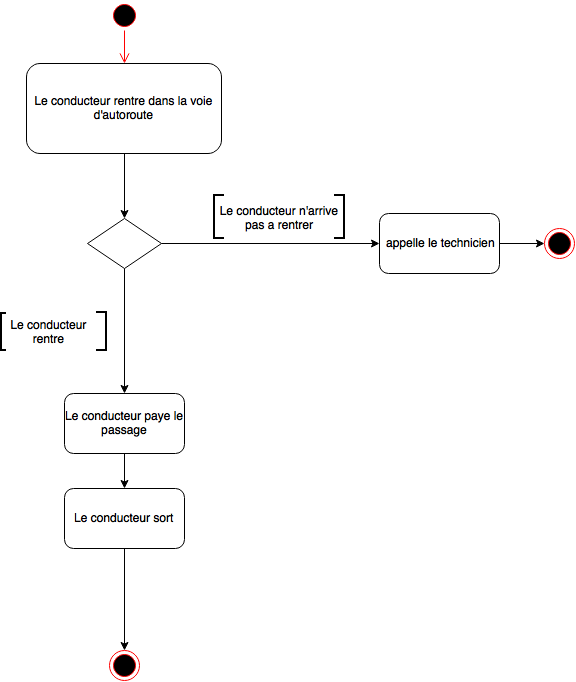 Le conducteur rentre dans la voie
d'autoroute
Le conducteur n'arrive
pas a rentrer
appelle le technicien
Le conducteur
rentre
Le conducteur paye le
passage
Le conducteur sort